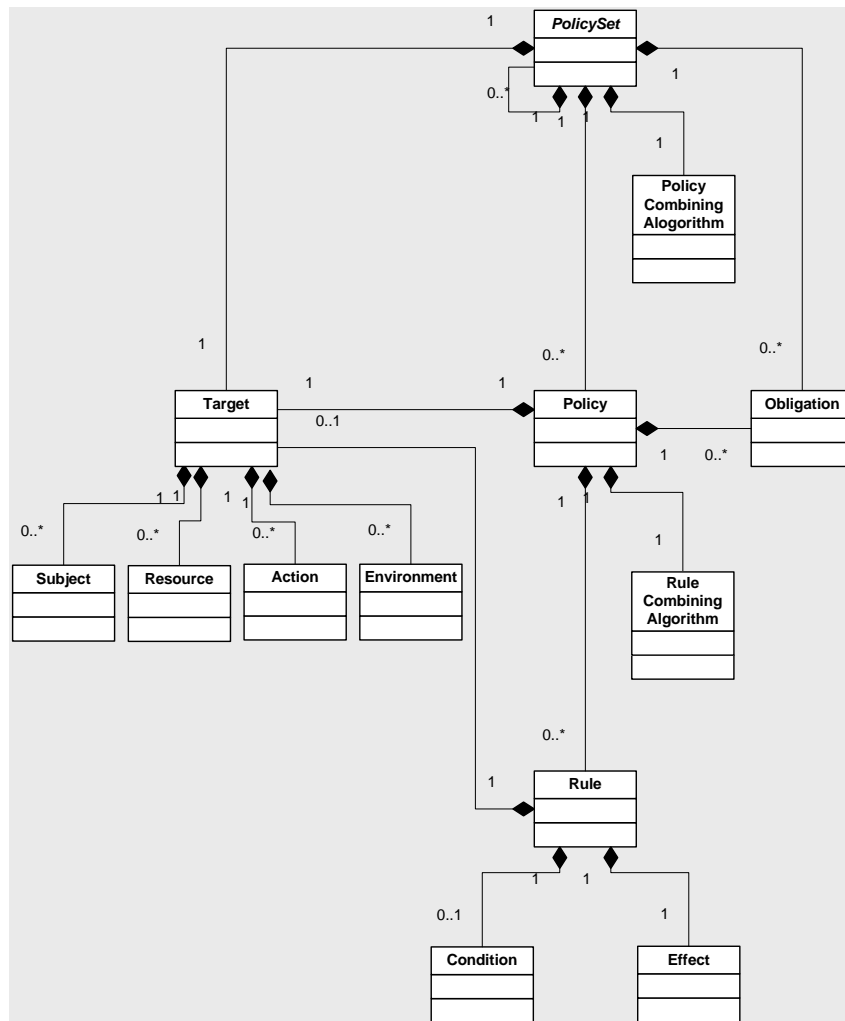 1
PolicySet
1
0..*
1
1
1
1
Policy
Combining
Alogorithm
1
0..*
0..*
1
1
0..1
Target
Policy
Obligation
1
0..*
1
1
1
1
1
1
0..*
0..*
0..*
0..*
1
Subject
Resource
Action
Environment
Rule
Combining
Algorithm
0..*
1
Rule
1
1
0..1
1
Condition
Effect